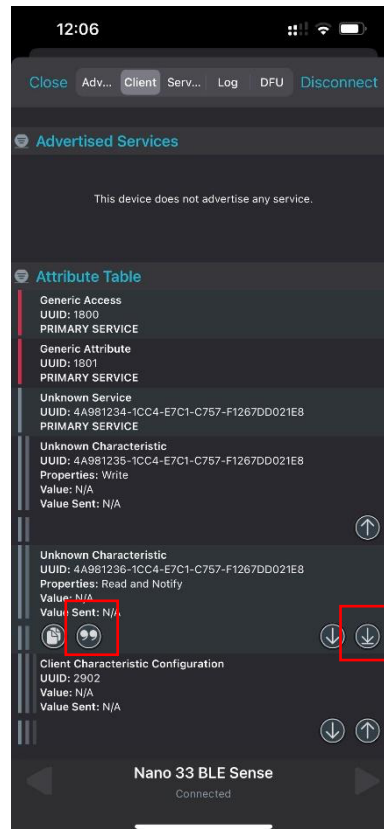 12:06
Close Adv... Client Serv... Log DFU Disconnect
Advertised Services
This device does not advertise any service.
Attribute Table
Generic Access
UUID: 1800
PRIMARY SERVICE
Generic Attribute
UUID: 1801
PRIMARY SERVICE
Unknown Service
UUID: 4A981234-1CC4-E7C1-C757-F1267DD021E8
PRIMARY SERVICE
Unknown Characteristic
UUID: 4A981235-1CC4-E7C1-C757-F1267DD021E8
Properties: Write
Value: N/A
Value Sent: N/A
Unknown Characteristic
UUID: 4A981236-1CC4-E7C1-C757-F1267DD021E8
Properties: Read and Notify
Value: N/A
Value Sent: N/A
Client Characteristic Configuration
UUID: 2902
Value: N/A
Value Sent: N/A
Nano 33 BLE Sense
Connected